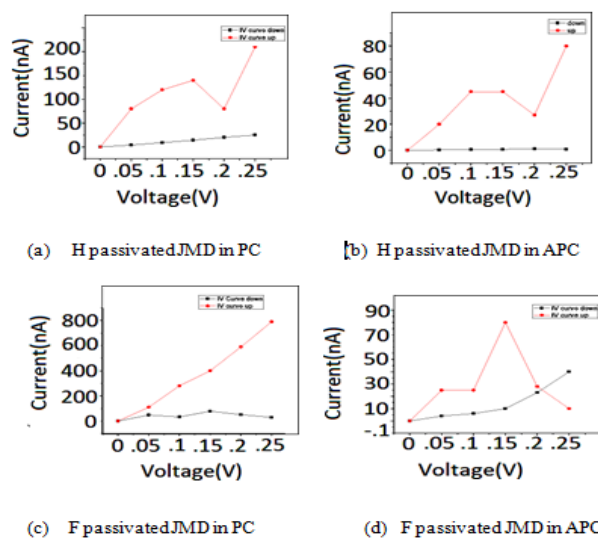 IV curve down
IV curve up
200
150
100
50
0
Current(nA)
0 .05 .1 .15 .2 .25
Voltage(V)
(a) H passivated JMD in PC
down
up
80
60
40
20
0
Current(nA)
0 .05 .1 .15 .2 .25
Voltage(V)
(b) H passivated JMD in APC
IV Curve down
IV curve up
800
600
400
200
0
Current(nA)
0 .05 .1 .15 .2 .25
Voltage(V)
(c) F passivated JMD in PC
IV curve down
IV curve up
90
70
50
30
10
-.1
Current(nA)
0 .05 .1 .15 .2 .25
Voltage(V)
(d) F passivated JMD in APC